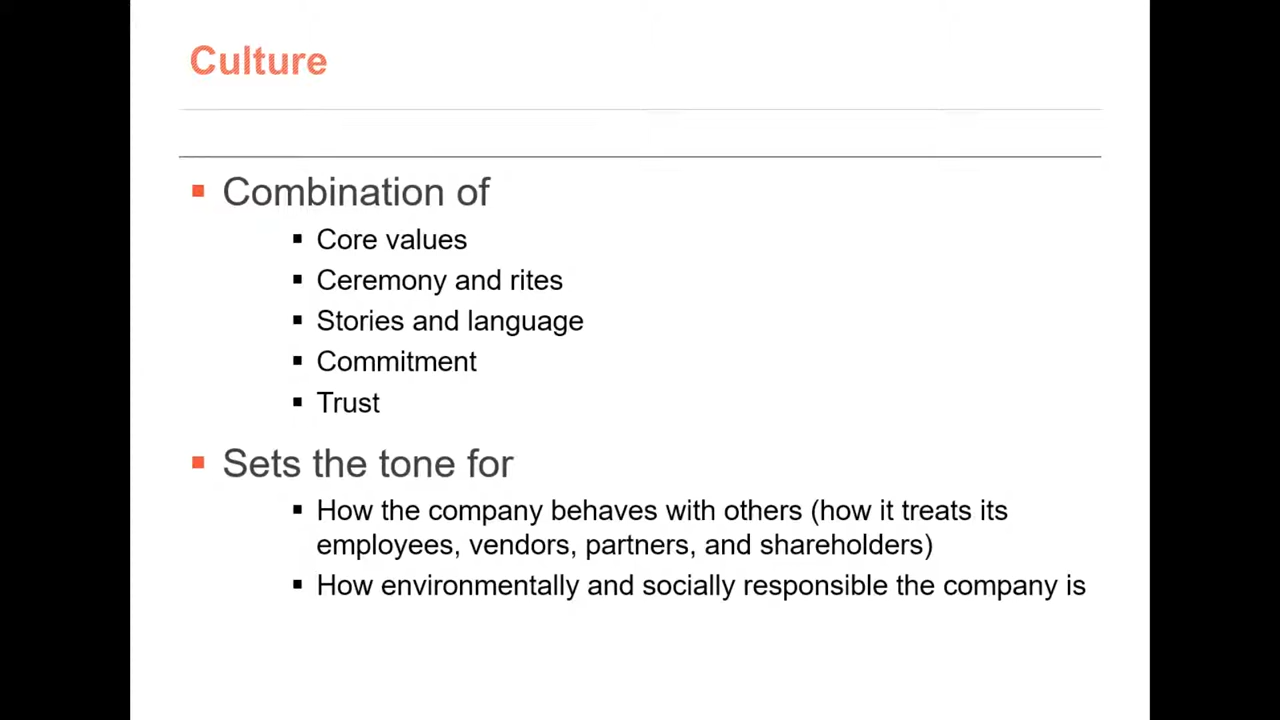 Culture
Combination of
Core values
Ceremony and rites
Stories and language
Commitment
Trust
Sets the tone for
How the company behaves with others (how it treats its
employees, vendors, partners, and shareholders)
How environmentally and socially responsible the company is